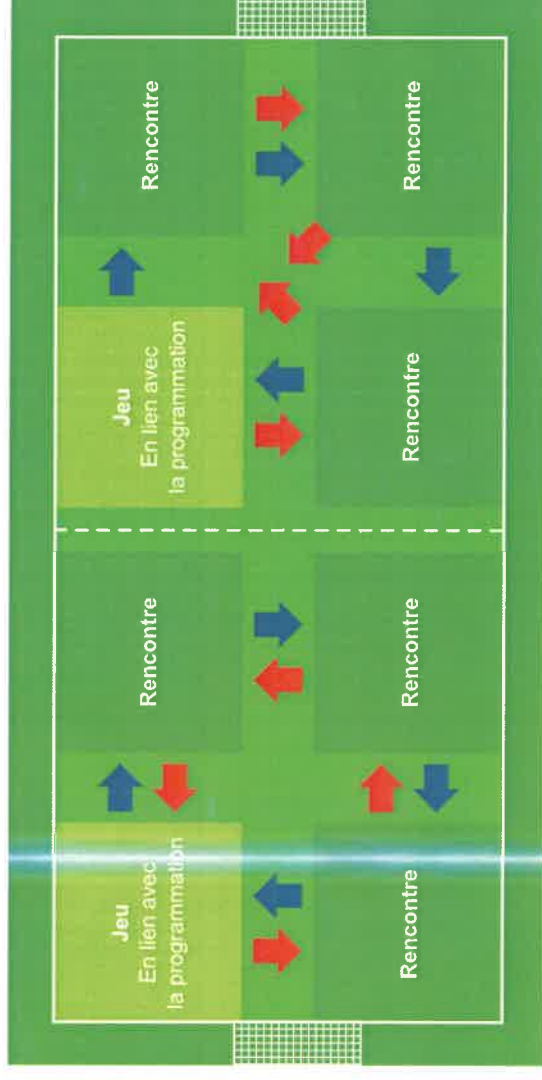 Jeu
En lien avec
la programmation
Rencontre
Jeu
En lien avec
la programmation
Rencontre
Rencontre
Rencontre
Rencontre
Rencontre